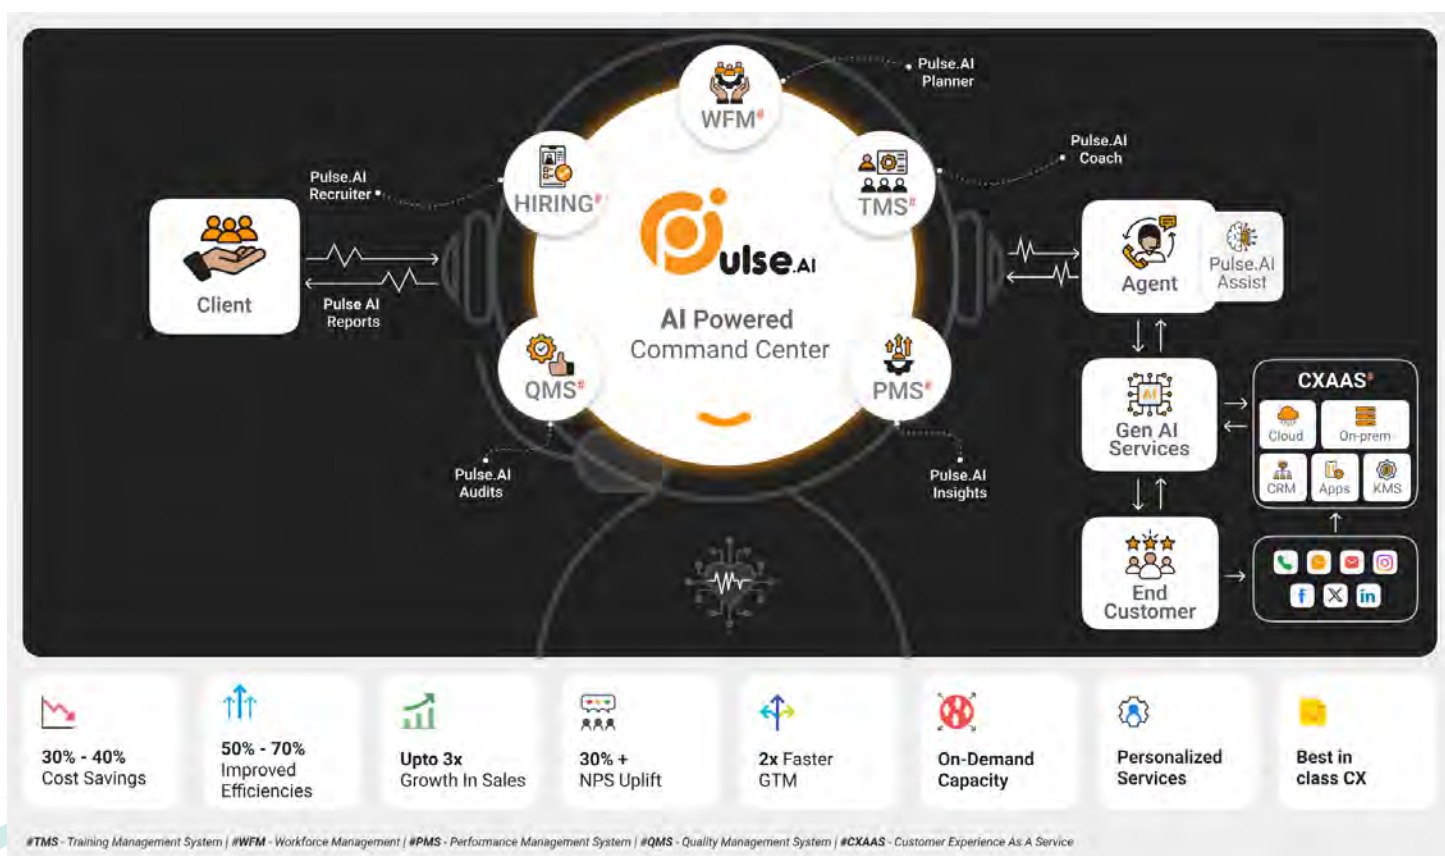 Pulse.AI
Planner
WFM#
Pulse.AI
Coach
Pulse.AI
Recruiter
HIRING#
TMS#
Client
Pulse AI
Reports
Pulse.AI
AI Powered
Command Center
Agent
Pulse.AI
Assist
QMS#
PMS#
Pulse.AI
Audits
Pulse.AI
Insights
AI
Gen AI
Services
CXAAS#
Cloud
On-prem
CRM
Apps
KMS
End
Customer
f
X
in
30% - 40%
Cost Savings
50% - 70%
Improved
Efficiencies
Upto 3x
Growth In Sales
30% +
NPS Uplift
2x Faster
GTM
On-Demand
Capacity
Personalized
Services
Best in
class CX
#TMS - Training Management System | #WFM - Workforce Management | #PMS - Performance Management System | #QMS - Quality Management System | #CXAAS - Customer Experience As A Service